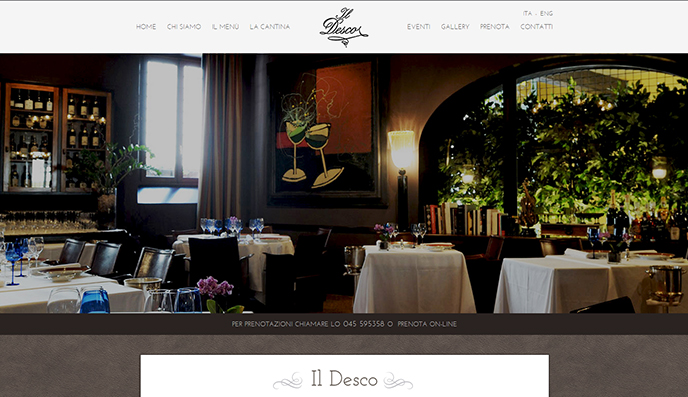 Il
Desco
ITA - ENG
HOME CHI SIAMO IL MENÙ LA CANTINA EVENTI GALLERY PRENOTA CONTATTI
PER PRENOTAZIONI CHIAMARE LO 045 595358 O PRENOTA ON-LINE
Il Desco